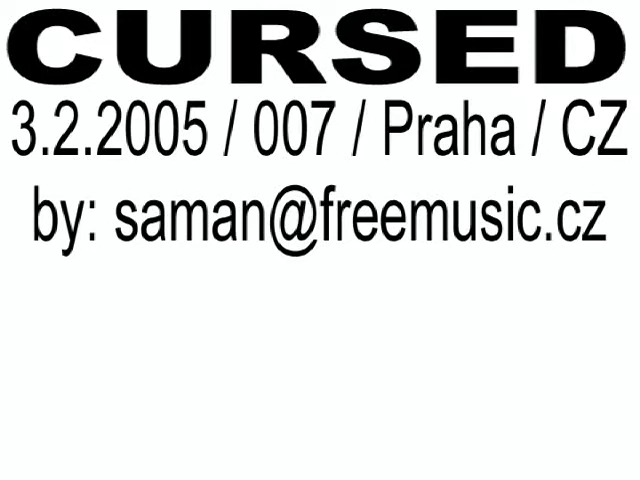 CURSED
3.2.2005 / 007 / Praha / CZ
by: saman@freemusic.cz